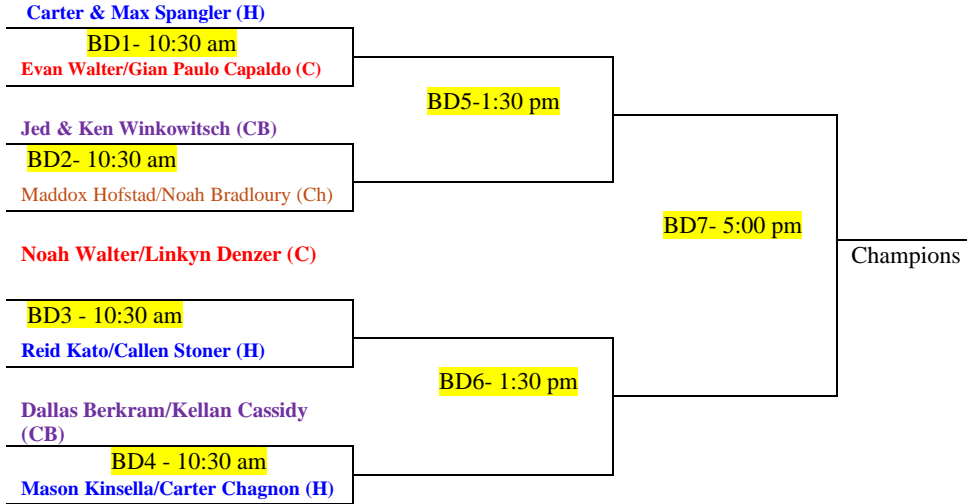 Carter & Max Spangler (H)
BD1- 10:30 am
Evan Walter/Gian Paulo Capaldo (C)
BD5-1:30 pm
Jed & Ken Winkowitsch (CB)
BD2- 10:30 am
Maddox Hofstad/Noah Bradloury (Ch)
BD7- 5:00 pm
Noah Walter/Linkyn Denzer (C)
Champions
BD3 - 10:30 am
Reid Kato/Callen Stoner (H)
BD6- 1:30 pm
Dallas Berkram/Kellan Cassidy
(CB)
BD4 - 10:30 am
Mason Kinsella/Carter Chagnon (H)